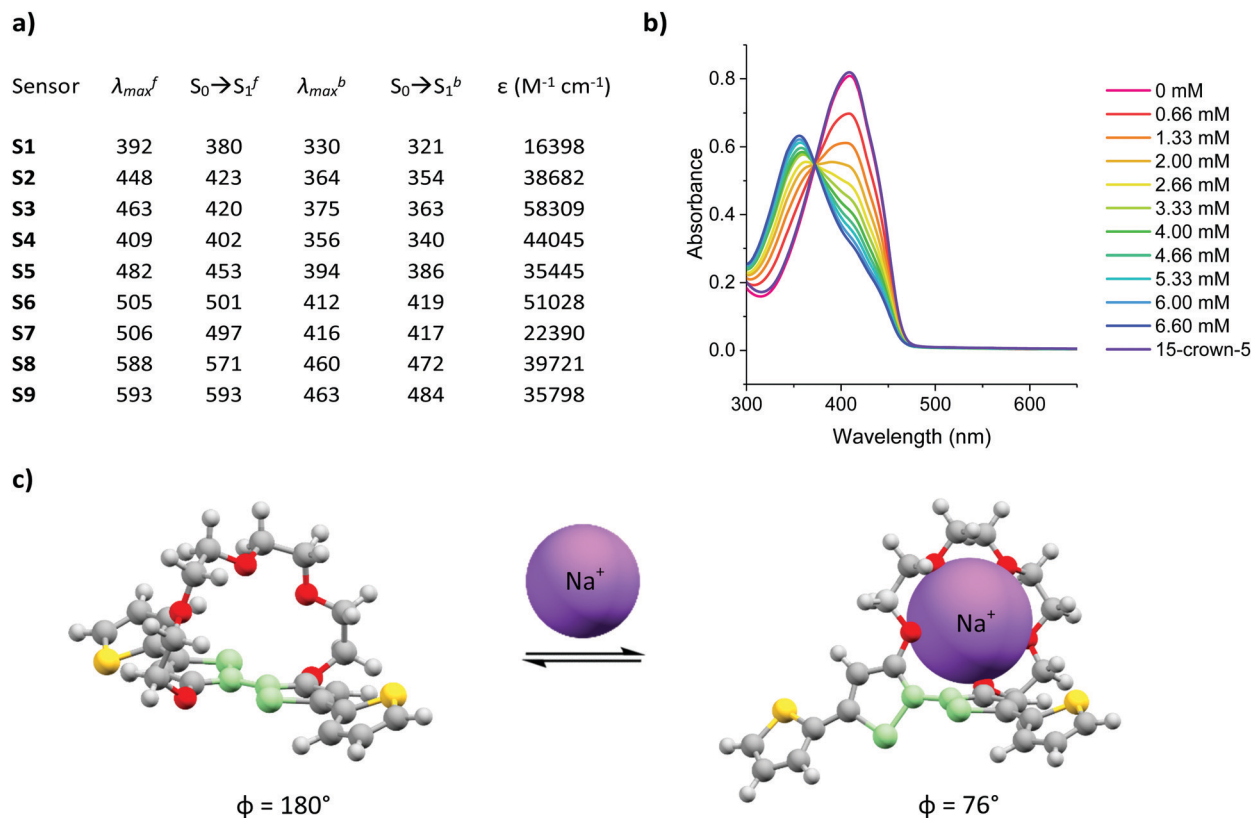 a)
Sensor λmax^f S0→S1^f λmax^b S0→S1^b ε (M-1 cm-1)
S1 392 380 330 321 16398
S2 448 423 364 354 38682
S3 463 420 375 363 58309
S4 409 402 356 340 44045
S5 482 453 394 386 35445
S6 505 501 412 419 51028
S7 506 497 416 417 22390
S8 588 571 460 472 39721
S9 593 593 463 484 35798
b)
Absorbance
0.8
0.6
0.4
0.2
0.0
300 400 500 600
Wavelength (nm)
0 mM
0.66 mM
1.33 mM
2.00 mM
2.66 mM
3.33 mM
4.00 mM
4.66 mM
5.33 mM
6.00 mM
6.60 mM
15-crown-5
c)
Na+
Na+
ϕ = 180°
ϕ = 76°